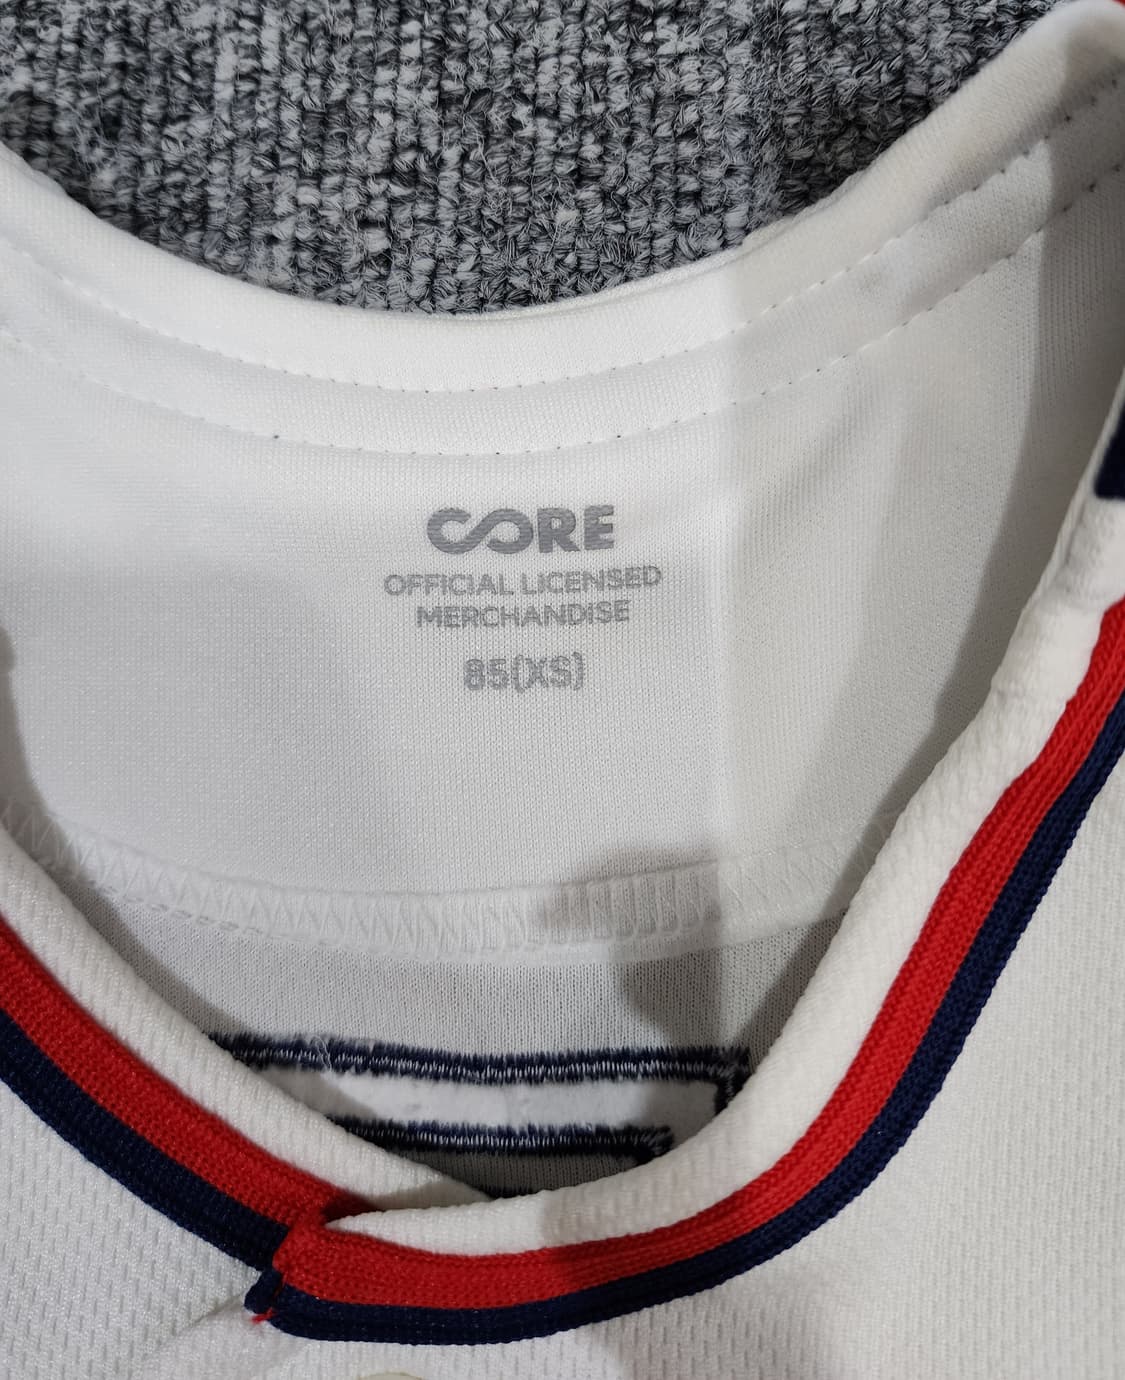 CORE
OFFICIAL LICENSED
MERCHANDISE
85(XS)